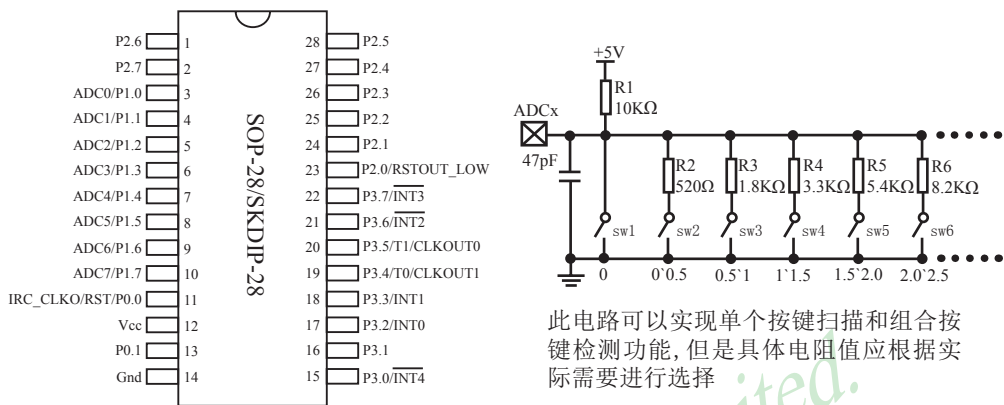 P2.6 1
P2.7 2
ADC0/P1.0 3
ADC1/P1.1 4
ADC2/P1.2 5
ADC3/P1.3 6
ADC4/P1.4 7
ADC5/P1.5 8
ADC6/P1.6 9
ADC7/P1.7 10
IRC_CLKO/RST/P0.0 11
Vcc 12
P0.1 13
Gnd 14
SOP-28/SKDIP-28
28 P2.5
27 P2.4
26 P2.3
25 P2.2
24 P2.1
23 P2.0/RSTOUT_LOW
22 P3.7/INT3
21 P3.6/INT2
20 P3.5/T1/CLKOUT0
19 P3.4/T0/CLKOUT1
18 P3.3/INT1
17 P3.2/INT0
16 P3.1
15 P3.0/INT4
+5V
R1
10KΩ
ADCx
47pF
R2
520Ω
R3
1.8KΩ
R4
3.3KΩ
R5
5.4KΩ
R6
8.2KΩ
sw1 sw2 sw3 sw4 sw5 sw6
0 0`0.5 0.5`1 1`1.5 1.5`2.0 2.0`2.5
此电路可以实现单个按键扫描和组合按
键检测功能,但是具体电阻值应根据实
际需要进行选择
ited.